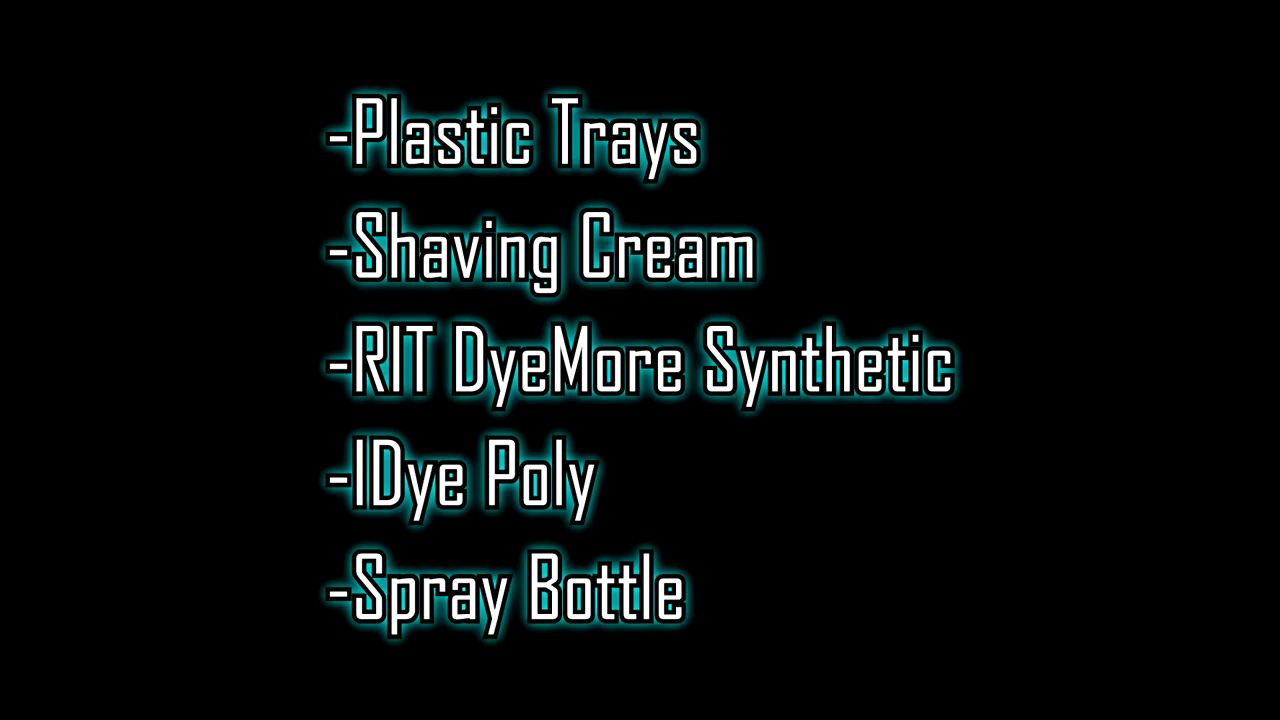 -Plastic Trays
-Shaving Cream
-RIT DyeMore Synthetic
-IDye Poly
-Spray Bottle